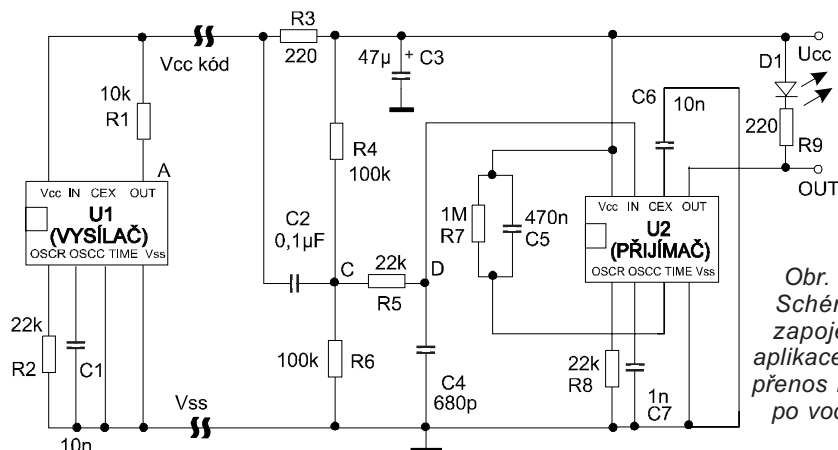 R3
220
Vcc kód
47µ
+
C3
Ucc
D1
C6
10n
10k
R1
A
R4
100k
220
R9
OUT
Vcc IN CEX OUT
U1
(VYSÍLAČ)
OSCR OSCC TIME Vss
C2
0,1µF
C
22k
R5
D
1M
R7
470n
C5
Vcc IN CEX OUT
U2
(PŘIJÍMAČ)
OSCR OSCC TIME Vss
22k
R2
C1
10n
100k
R6
C4
680p
22k
R8
1n
C7
Vss
Obr.
Schém
zapoje
aplikace
přenos
po vod